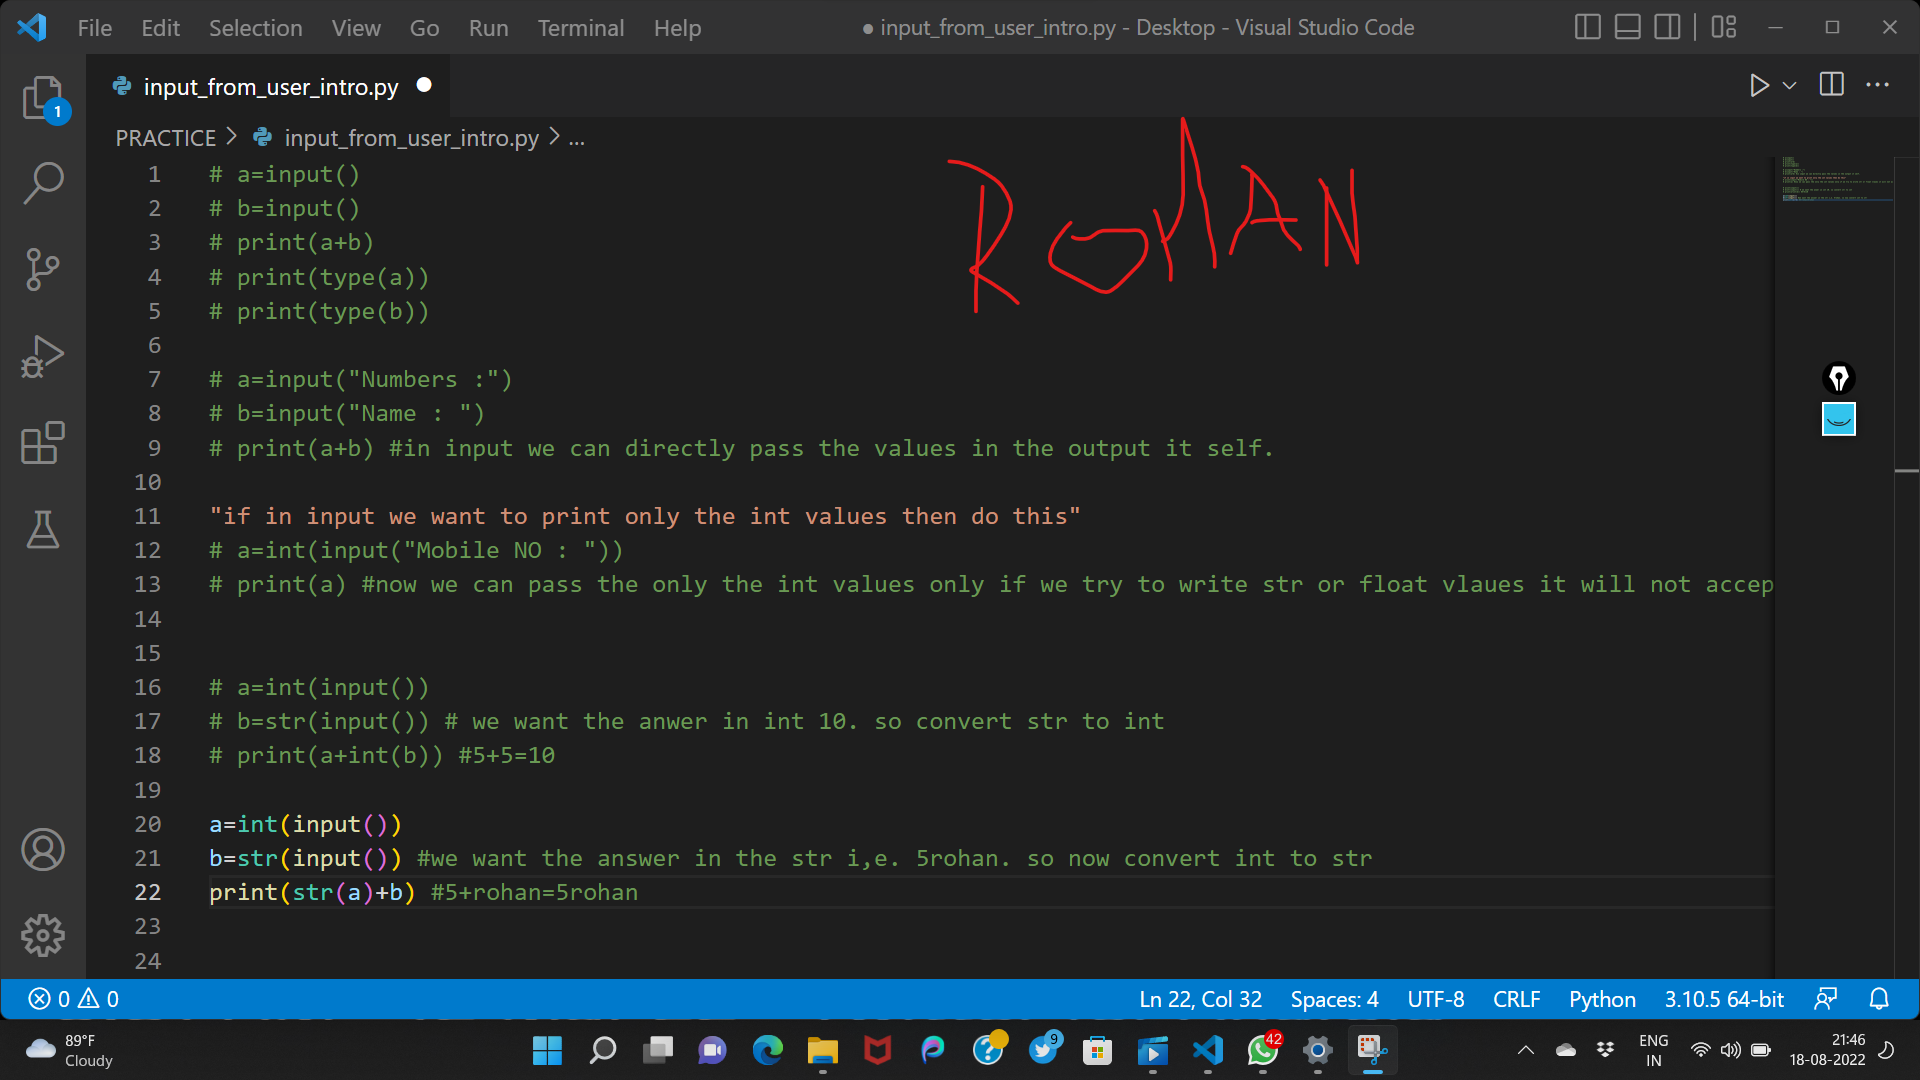 File Edit Selection View Go Run Terminal Help ● input_from_user_intro.py - Desktop - Visual Studio Code
input_from_user_intro.py
1
PRACTICE > input_from_user_intro.py > ...
ROHAN
1 # a=input()
2 # b=input()
3 # print(a+b)
4 # print(type(a))
5 # print(type(b))
6
7 # a=input("Numbers :")
8 # b=input("Name : ")
9 # print(a+b) #in input we can directly pass the values in the output it self.
10
11 "if in input we want to print only the int values then do this"
12 # a=int(input("Mobile NO : "))
13 # print(a) #now we can pass the only the int values only if we try to write str or float vlaues it will not accep
14
15
16 # a=int(input())
17 # b=str(input()) # we want the anwer in int 10. so convert str to int
18 # print(a+int(b)) #5+5=10
19
20 a=int(input())
21 b=str(input()) #we want the answer in the str i,e. 5rohan. so now convert int to str
22 print(str(a)+b) #5+rohan=5rohan
23
24
0 0 Ln 22, Col 32 Spaces: 4 UTF-8 CRLF Python 3.10.5 64-bit
89°F
Cloudy
9
42
ENG
IN
21:46
18-08-2022